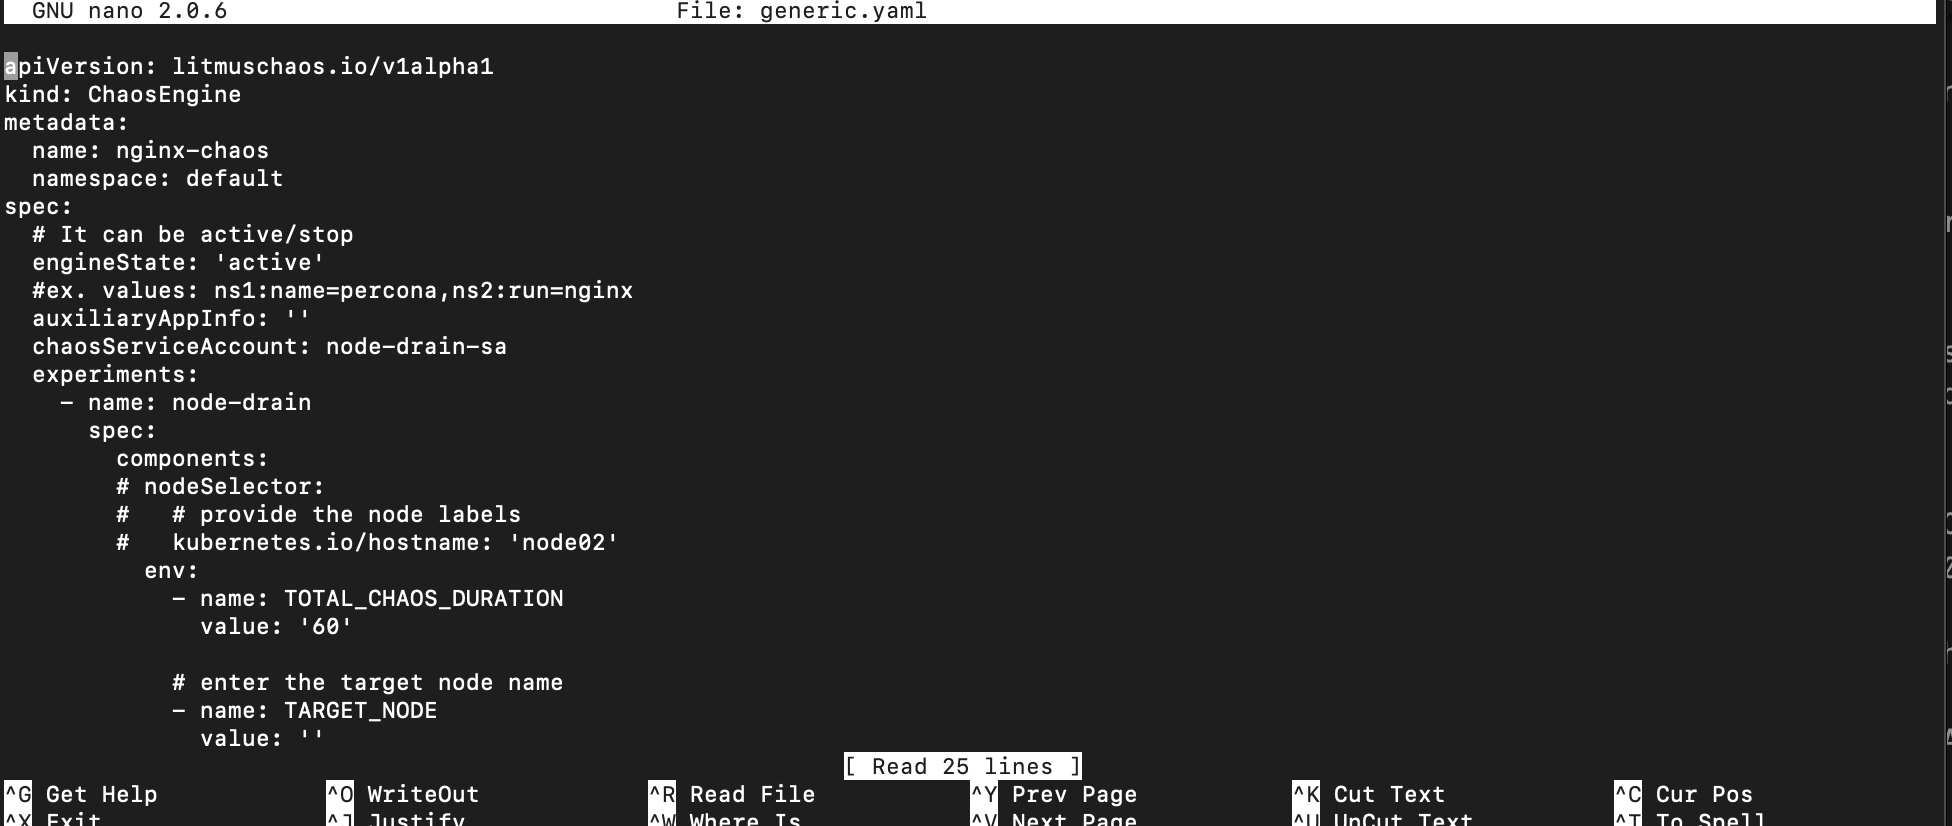 GNU nano 2.0.6 File: generic.yaml
apiVersion: litmuschaos.io/v1alpha1
kind: ChaosEngine
metadata:
  name: nginx-chaos
  namespace: default
spec:
  # It can be active/stop
  engineState: 'active'
  #ex. values: ns1:name=percona,ns2:run=nginx
  auxiliaryAppInfo: ''
  chaosServiceAccount: node-drain-sa
  experiments:
    - name: node-drain
      spec:
        components:
        # nodeSelector:
        #   # provide the node labels
        #   kubernetes.io/hostname: 'node02'
          env:
            - name: TOTAL_CHAOS_DURATION
              value: '60'
            # enter the target node name
            - name: TARGET_NODE
              value: ''
[ Read 25 lines ]
^G Get Help ^O WriteOut ^R Read File ^Y Prev Page ^K Cut Text ^C Cur Pos
^X Exit ^J Justify ^W Where Is ^V Next Page ^U UnCut Text ^T To Spell